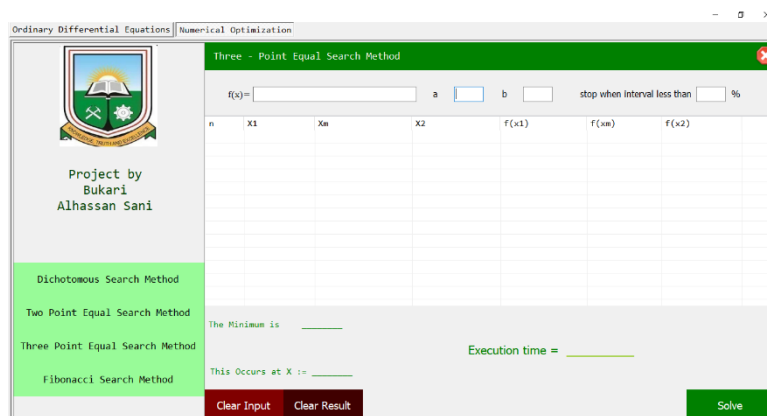 Ordinary Differential Equations Numerical Optimization
Three - Point Equal Search Method
f(x)= a b stop when interval less than %
n X1 Xm X2 f(x1) f(xm) f(x2)
Project by
Bukari
Alhassan Sani
Dichotomous Search Method
Two Point Equal Search Method
Three Point Equal Search Method
Fibonacci Search Method
The Minimum is
Execution time =
This Occurs at X :=
Clear Input Clear Result Solve